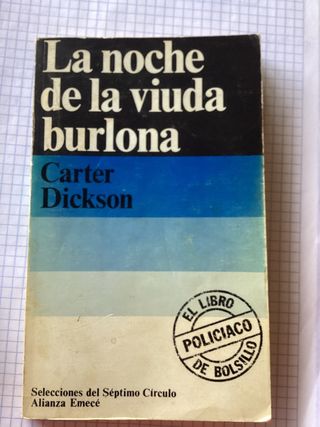 La noche
de la viuda
burlona
Carter
Dickson
EL LIBRO
POLICIACO
DE BOLSILLO
Selecciones del Séptimo Círculo
Alianza Emecé